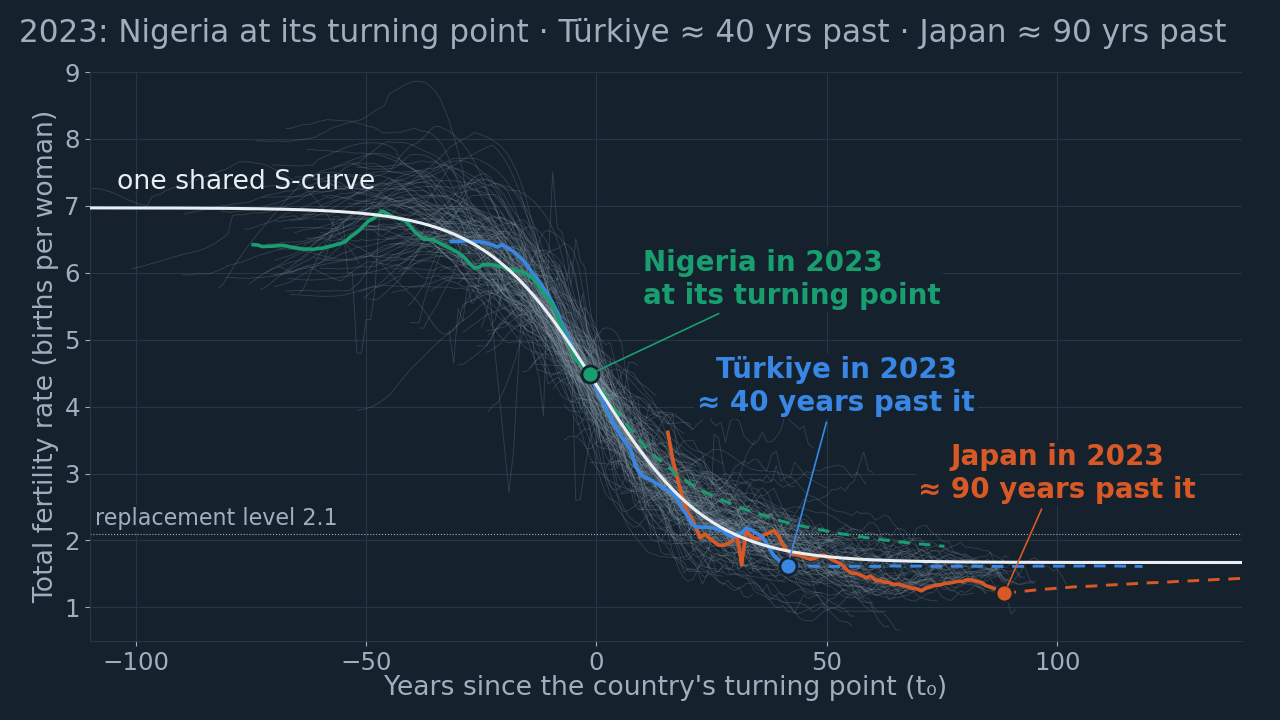 2023: Nigeria at its turning point · Türkiye ≈ 40 yrs past · Japan ≈ 90 yrs past
Total fertility rate (births per woman)
9
8
7
6
5
4
3
2
1
one shared S-curve
Nigeria in 2023
at its turning point
Türkiye in 2023
≈ 40 years past it
Japan in 2023
≈ 90 years past it
replacement level 2.1
−100
−50
0
50
100
Years since the country's turning point (t₀)